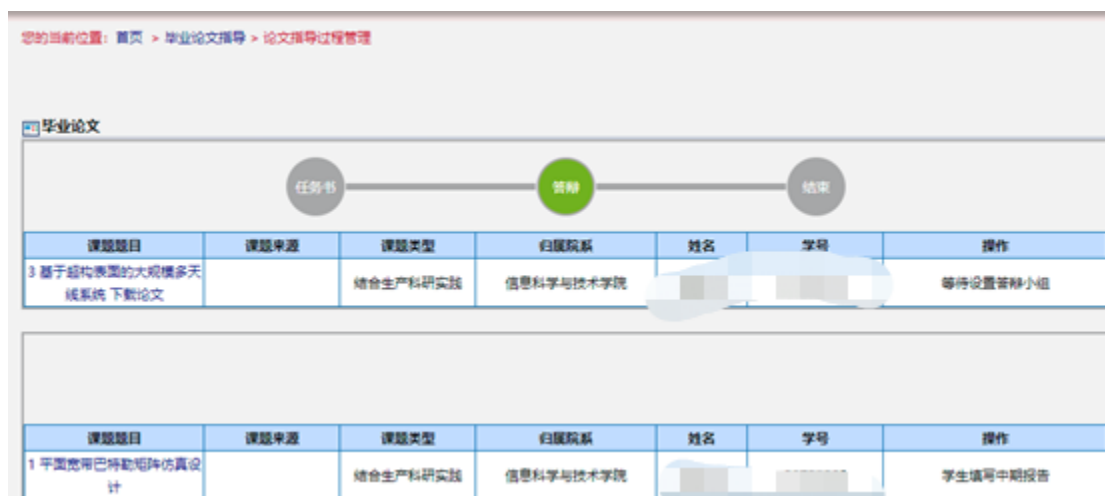 您的当前位置：首页 > 毕业论文指导 > 论文指导过程管理
毕业论文
任务书 答辩 结束
课题题目 课题来源 课题类型 归属院系 姓名 学号 操作
3 基于超构表面的大规模多天
线系统 下载论文
结合生产科研实践 信息科学与技术学院 等待设置答辩小组
课题题目 课题来源 课题类型 归属院系 姓名 学号 操作
1 平面宽带巴特勒矩阵仿真设
计
结合生产科研实践 信息科学与技术学院 学生填写中期报告